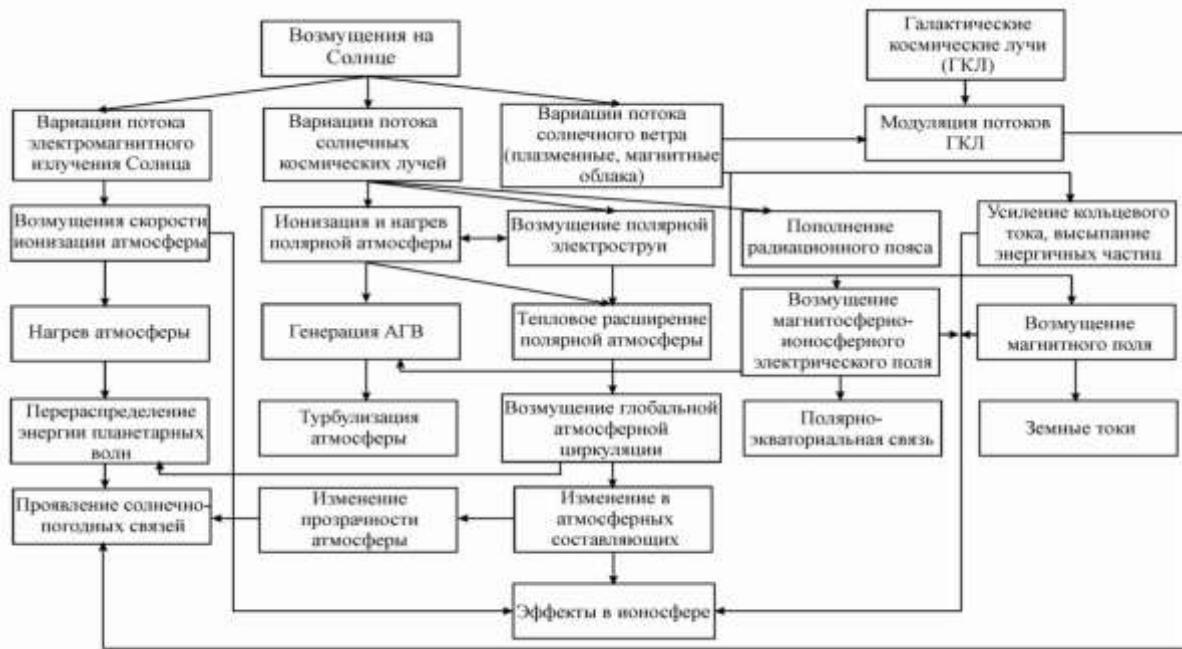 Возмущения на
Солнце
Галактические
космические лучи
(ГКЛ)
Вариации потока
электромагнитного
излучения Солнца
Вариации потока
солнечных
космических лучей
Вариации потока
солнечного ветра
(плазменные, магнитные
облака)
Модуляция потоков
ГКЛ
Возмущения скорости
ионизации атмосферы
Ионизация и нагрев
полярной атмосферы
Возмущение полярной
электроструи
Пополнение
радиационного пояса
Усиление кольцевого
тока, высыпание
энергичных частиц
Нагрев атмосферы
Генерация АГВ
Тепловое расширение
полярной атмосферы
Возмущение
магнитосферно-
ионосферного
электрического поля
Возмущение
магнитного поля
Перераспределение
энергии планетарных
волн
Турбулизация
атмосферы
Возмущение глобальной
атмосферной
циркуляции
Полярно-
экваториальная связь
Земные токи
Проявление солнечно-
погодных связей
Изменение
прозрачности
атмосферы
Изменение в
атмосферных
составляющих
Эффекты в ионосфере